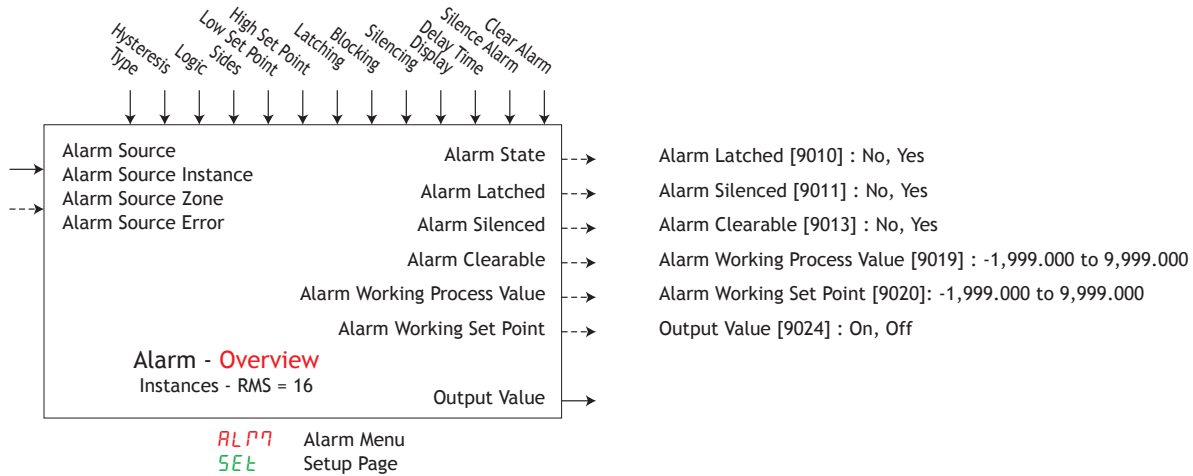 Type
Hysteresis
Logic
Sides
Low Set Point
High Set Point
Latching
Blocking
Silencing
Display
Delay Time
Silence Alarm
Clear Alarm
Alarm Source
Alarm Source Instance
Alarm Source Zone
Alarm Source Error
Alarm State
Alarm Latched
Alarm Silenced
Alarm Clearable
Alarm Working Process Value
Alarm Working Set Point
Output Value
Alarm Latched [9010] : No, Yes
Alarm Silenced [9011] : No, Yes
Alarm Clearable [9013] : No, Yes
Alarm Working Process Value [9019] : -1,999.000 to 9,999.000
Alarm Working Set Point [9020]: -1,999.000 to 9,999.000
Output Value [9024] : On, Off
Alarm - Overview
Instances - RMS = 16
ALM Alarm Menu
SEt Setup Page